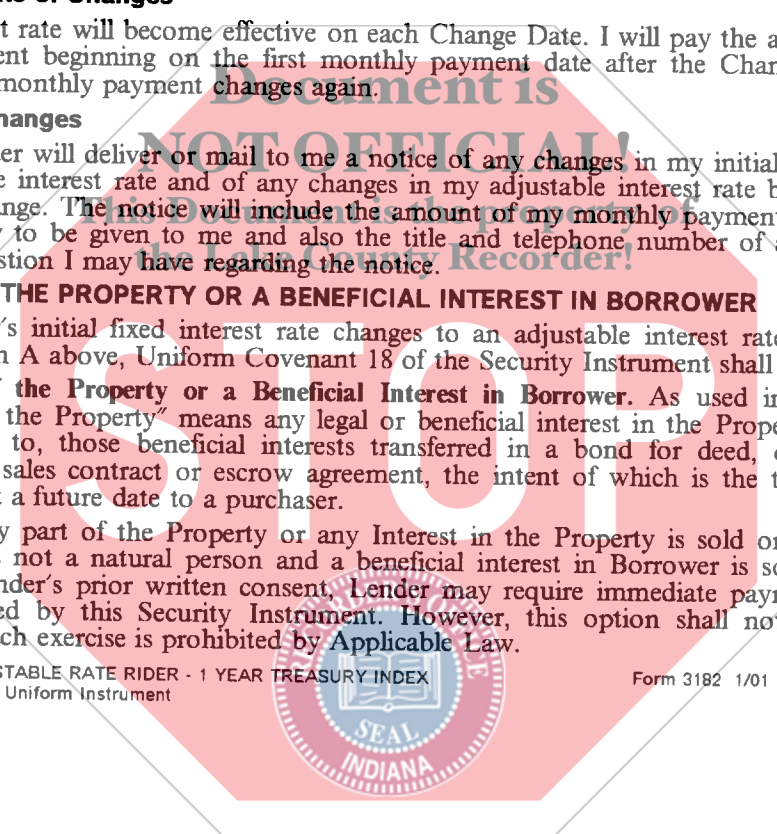 of Changes
t rate will become effective on each Change Date. I will pay the a
ent beginning on the first monthly payment date after the Chan
monthly payment changes again.
hanges
er will deliver or mail to me a notice of any changes in my initial
e interest rate and of any changes in my adjustable interest rate b
nge. The notice will include the amount of my monthly payment
y to be given to me and also the title and telephone number of a
stion I may have regarding the notice.
Document is
NOT OFFICIAL!
This Document is the property of
the Lake County Recorder!
THE PROPERTY OR A BENEFICIAL INTEREST IN BORROWER
's initial fixed interest rate changes to an adjustable interest rate
n A above, Uniform Covenant 18 of the Security Instrument shall
f the Property or a Beneficial Interest in Borrower. As used in
the Property" means any legal or beneficial interest in the Prope
to, those beneficial interests transferred in a bond for deed,
sales contract or escrow agreement, the intent of which is the t
t a future date to a purchaser.
STOP
y part of the Property or any Interest in the Property is sold or
not a natural person and a beneficial interest in Borrower is so
nder's prior written consent, Lender may require immediate payn
ed by this Security Instrument. However, this option shall no
ch exercise is prohibited by Applicable Law.
STABLE RATE RIDER - 1 YEAR TREASURY INDEX
Form 3182 1/01
Uniform Instrument
SEAL
INDIANA